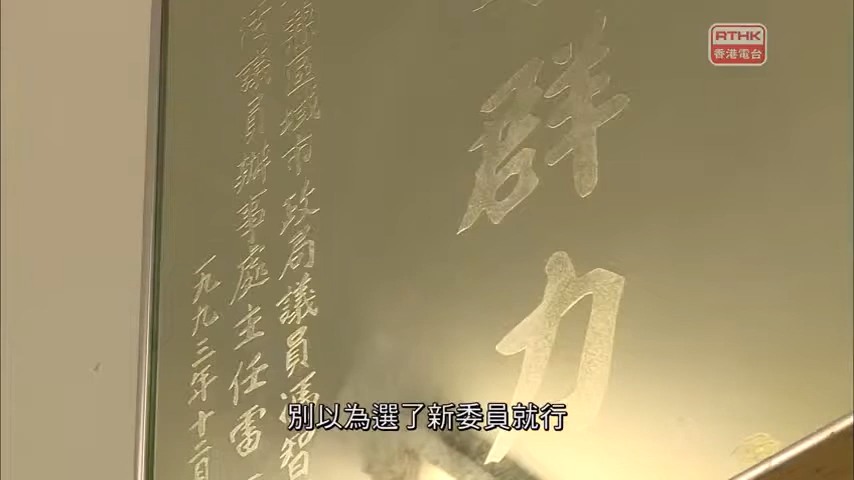 RTHK
香港電台
群力
區城市政局議員馮智
議員辦事處主任雷
一九九三年十二月
別以為選了新委員就行